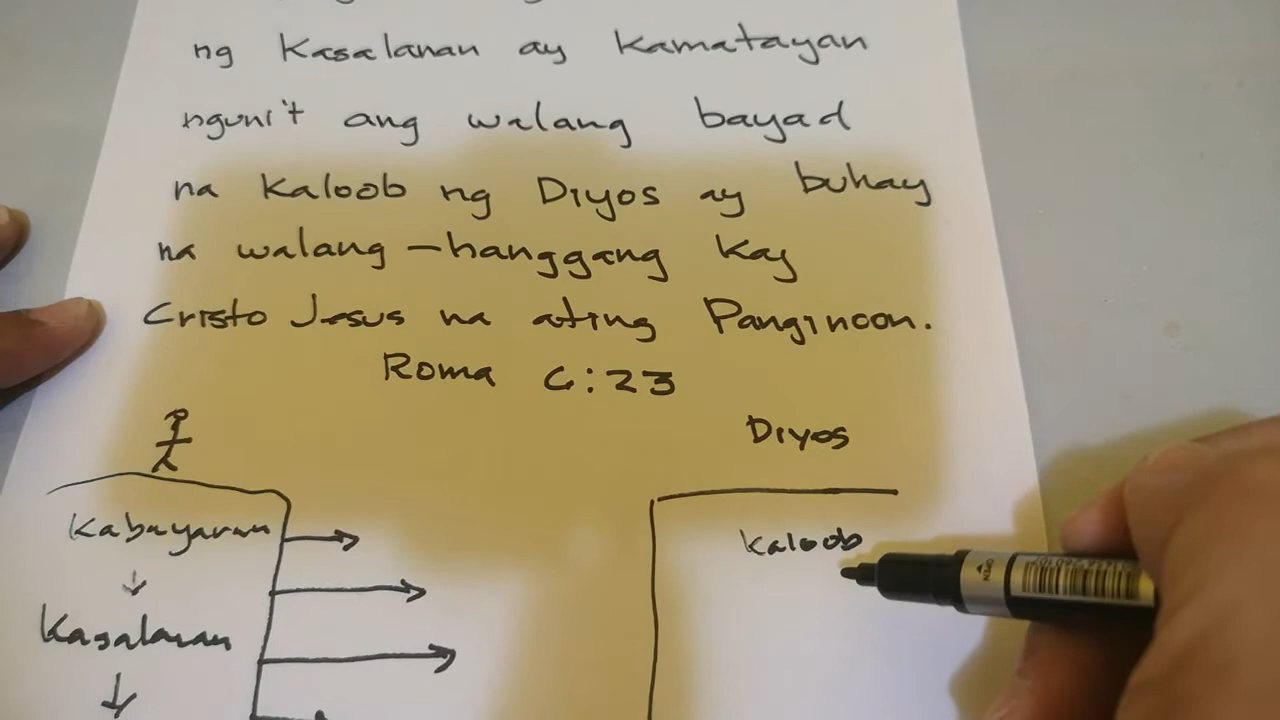 ng Kasalanan ay Kamatayan
nguni't ang walang bayad
na Kaloob ng Diyos ay buhay
na walang-hanggang Kay
Cristo Jesus na ating Panginoon.
Roma 6:23
Diyos
Kabayaran
Kaloob
Kasalanan
OPEN